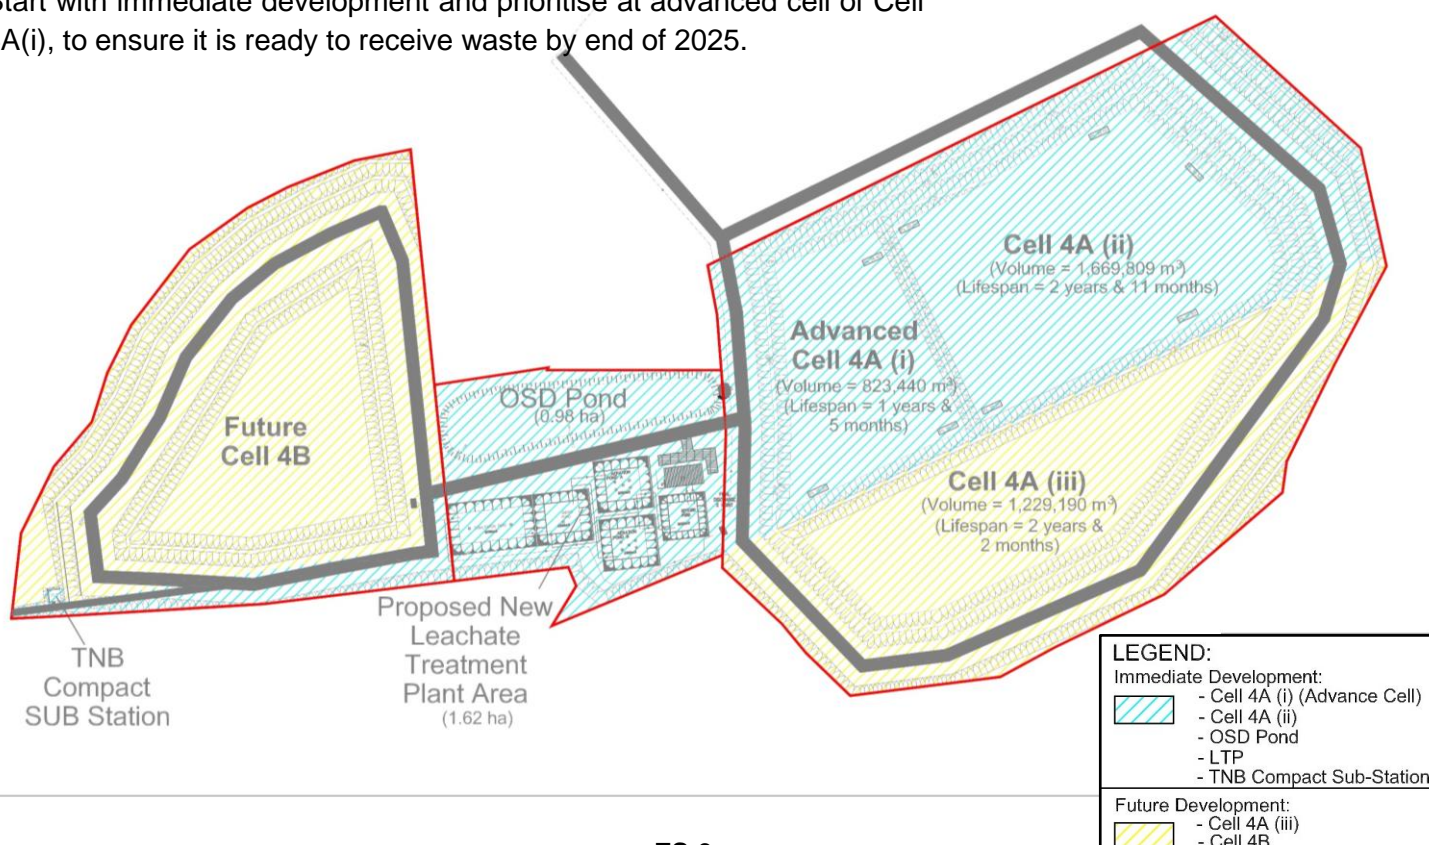 Start with immediate development and prioritise at advanced cell of Cell
A(i), to ensure it is ready to receive waste by end of 2025.
Cell 4A (ii)
(Volume = 1,669,809 m³)
(Lifespan = 2 years & 11 months)
Advanced
Cell 4A (i)
(Volume = 823,440 m³)
(Lifespan = 1 years &
5 months)
OSD Pond
(0.98 ha)
Future
Cell 4B
Cell 4A (iii)
(Volume = 1,229,190 m³)
(Lifespan = 2 years &
2 months)
Proposed New
Leachate
Treatment
Plant Area
(1.62 ha)
TNB
Compact
SUB Station
LEGEND:
Immediate Development:
- Cell 4A (i) (Advance Cell)
- Cell 4A (ii)
- OSD Pond
- LTP
- TNB Compact Sub-Station
Future Development:
- Cell 4A (iii)
- Cell 4B